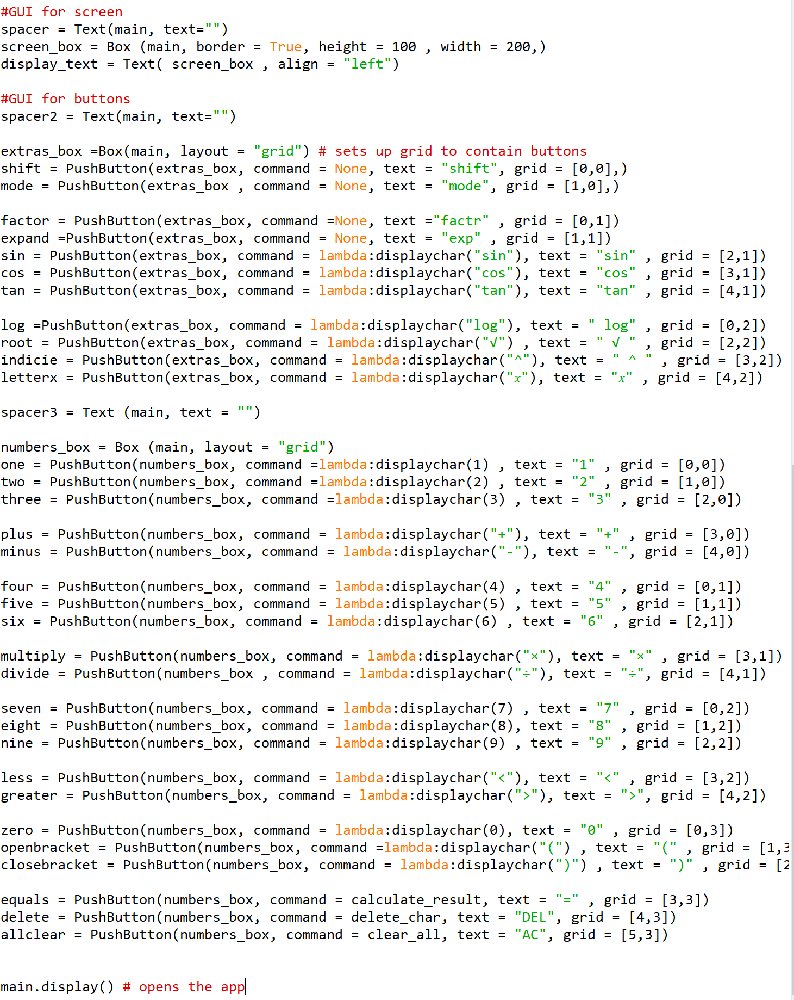 #GUI for screen
spacer = Text(main, text="")
screen_box = Box (main, border = True, height = 100 , width = 200,)
display_text = Text( screen_box , align = "left")
#GUI for buttons
spacer2 = Text(main, text="")
extras_box =Box(main, layout = "grid") # sets up grid to contain buttons
shift = PushButton(extras_box, command = None, text = "shift", grid = [0,0],)
mode = PushButton(extras_box , command = None, text = "mode", grid = [1,0],)
factor = PushButton(extras_box, command =None, text ="factr" , grid = [0,1])
expand =PushButton(extras_box, command = None, text = "exp" , grid = [1,1])
sin = PushButton(extras_box, command = lambda:displaychar("sin"), text = "sin" , grid = [2,1])
cos = PushButton(extras_box, command = lambda:displaychar("cos"), text = "cos" , grid = [3,1])
tan = PushButton(extras_box, command = lambda:displaychar("tan"), text = "tan" , grid = [4,1])
log =PushButton(extras_box, command = lambda:displaychar("log"), text = " log" , grid = [0,2])
root = PushButton(extras_box, command = lambda:displaychar("√") , text = " √ " , grid = [2,2])
indicie = PushButton(extras_box, command = lambda:displaychar("^"), text = " ^ " , grid = [3,2])
letterx = PushButton(extras_box, command = lambda:displaychar("𝑥"), text = "𝑥" , grid = [4,2])
spacer3 = Text (main, text = "")
numbers_box = Box (main, layout = "grid")
one = PushButton(numbers_box, command =lambda:displaychar(1) , text = "1" , grid = [0,0])
two = PushButton(numbers_box, command =lambda:displaychar(2) , text = "2" , grid = [1,0])
three = PushButton(numbers_box, command =lambda:displaychar(3) , text = "3" , grid = [2,0])
plus = PushButton(numbers_box, command = lambda:displaychar("+"), text = "+" , grid = [3,0])
minus = PushButton(numbers_box, command = lambda:displaychar("-"), text = "-", grid = [4,0])
four = PushButton(numbers_box, command = lambda:displaychar(4) , text = "4" , grid = [0,1])
five = PushButton(numbers_box, command = lambda:displaychar(5) , text = "5" , grid = [1,1])
six = PushButton(numbers_box, command = lambda:displaychar(6) , text = "6" , grid = [2,1])
multiply = PushButton(numbers_box, command = lambda:displaychar("×"), text = "×" , grid = [3,1])
divide = PushButton(numbers_box , command = lambda:displaychar("÷"), text = "÷", grid = [4,1])
seven = PushButton(numbers_box, command = lambda:displaychar(7) , text = "7" , grid = [0,2])
eight = PushButton(numbers_box, command = lambda:displaychar(8), text = "8" , grid = [1,2])
nine = PushButton(numbers_box, command = lambda:displaychar(9) , text = "9" , grid = [2,2])
less = PushButton(numbers_box, command = lambda:displaychar("<"), text = "<" , grid = [3,2])
greater = PushButton(numbers_box, command = lambda:displaychar(">"), text = ">", grid = [4,2])
zero = PushButton(numbers_box, command = lambda:displaychar(0), text = "0" , grid = [0,3])
openbracket = PushButton(numbers_box, command =lambda:displaychar("(") , text = "(" , grid = [1,3
closebracket = PushButton(numbers_box, command = lambda:displaychar(")") , text = ")" , grid = [2
equals = PushButton(numbers_box, command = calculate_result, text = "=" , grid = [3,3])
delete = PushButton(numbers_box, command = delete_char, text = "DEL", grid = [4,3])
allclear = PushButton(numbers_box, command = clear_all, text = "AC", grid = [5,3])
main.display() # opens the app